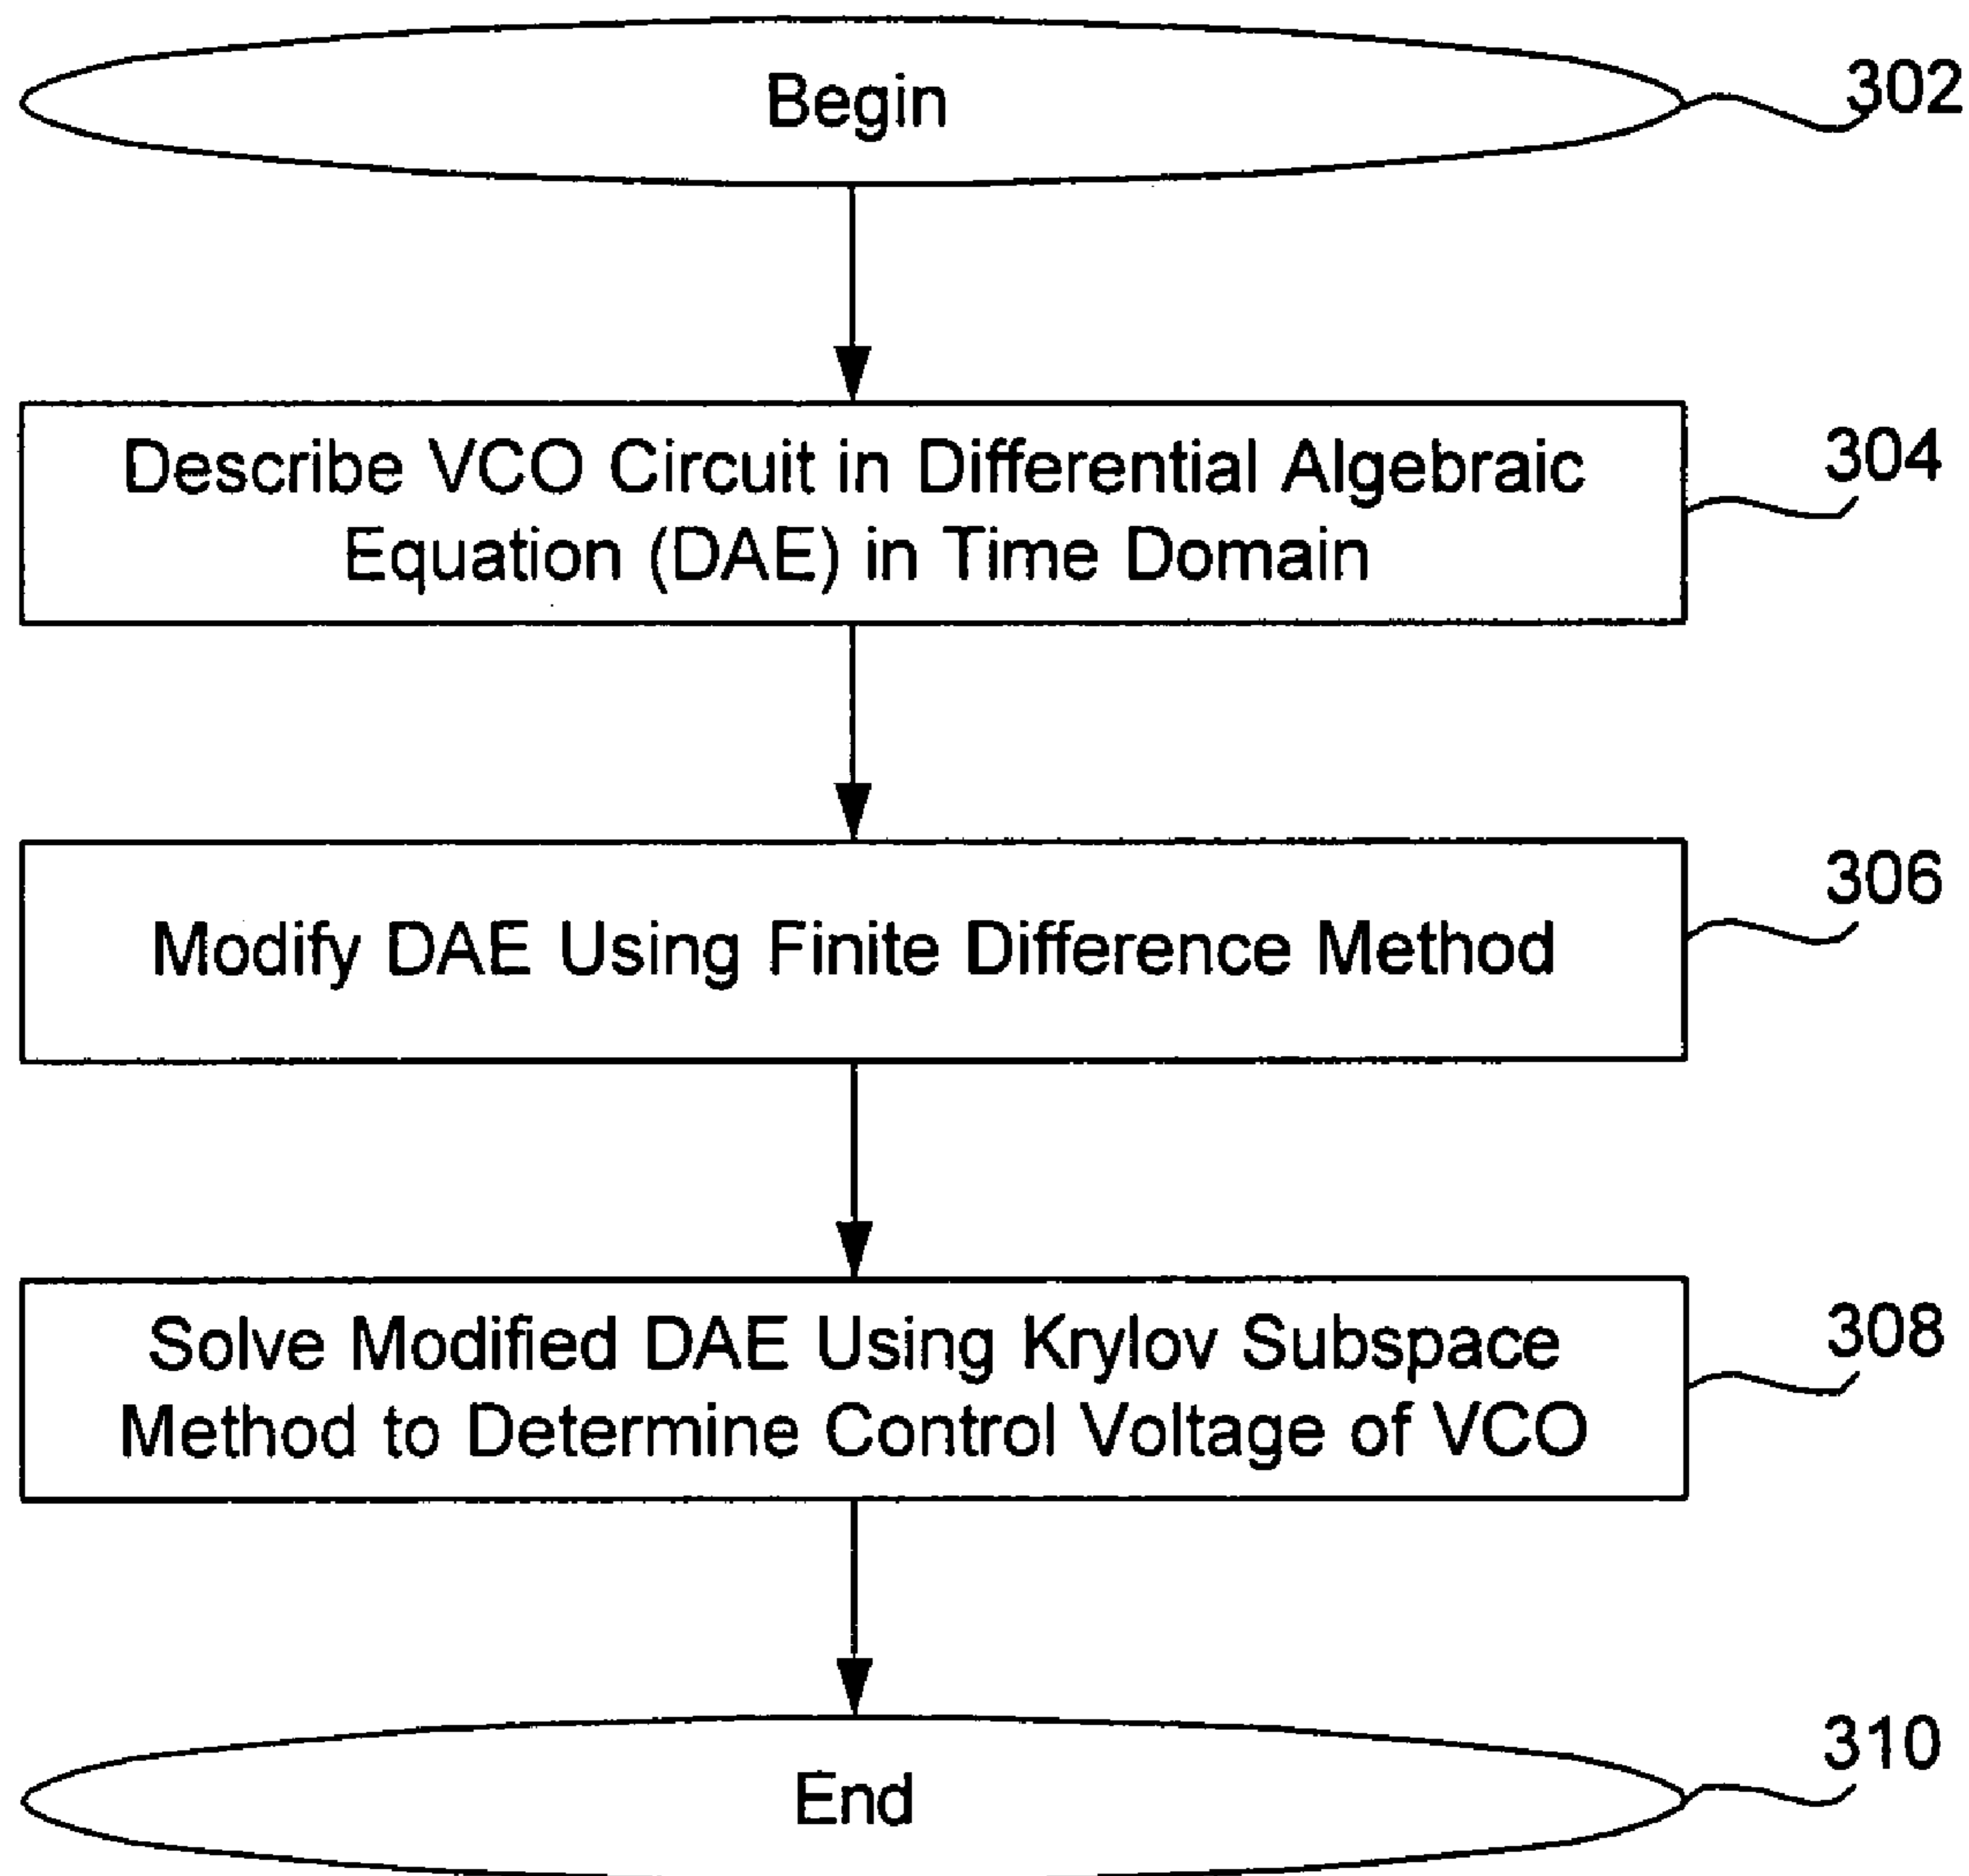 Begin
302
Describe VCO Circuit in Differential Algebraic
Equation (DAE) in Time Domain
304
Modify DAE Using Finite Difference Method
306
Solve Modified DAE Using Krylov Subspace
Method to Determine Control Voltage of VCO
308
End
310